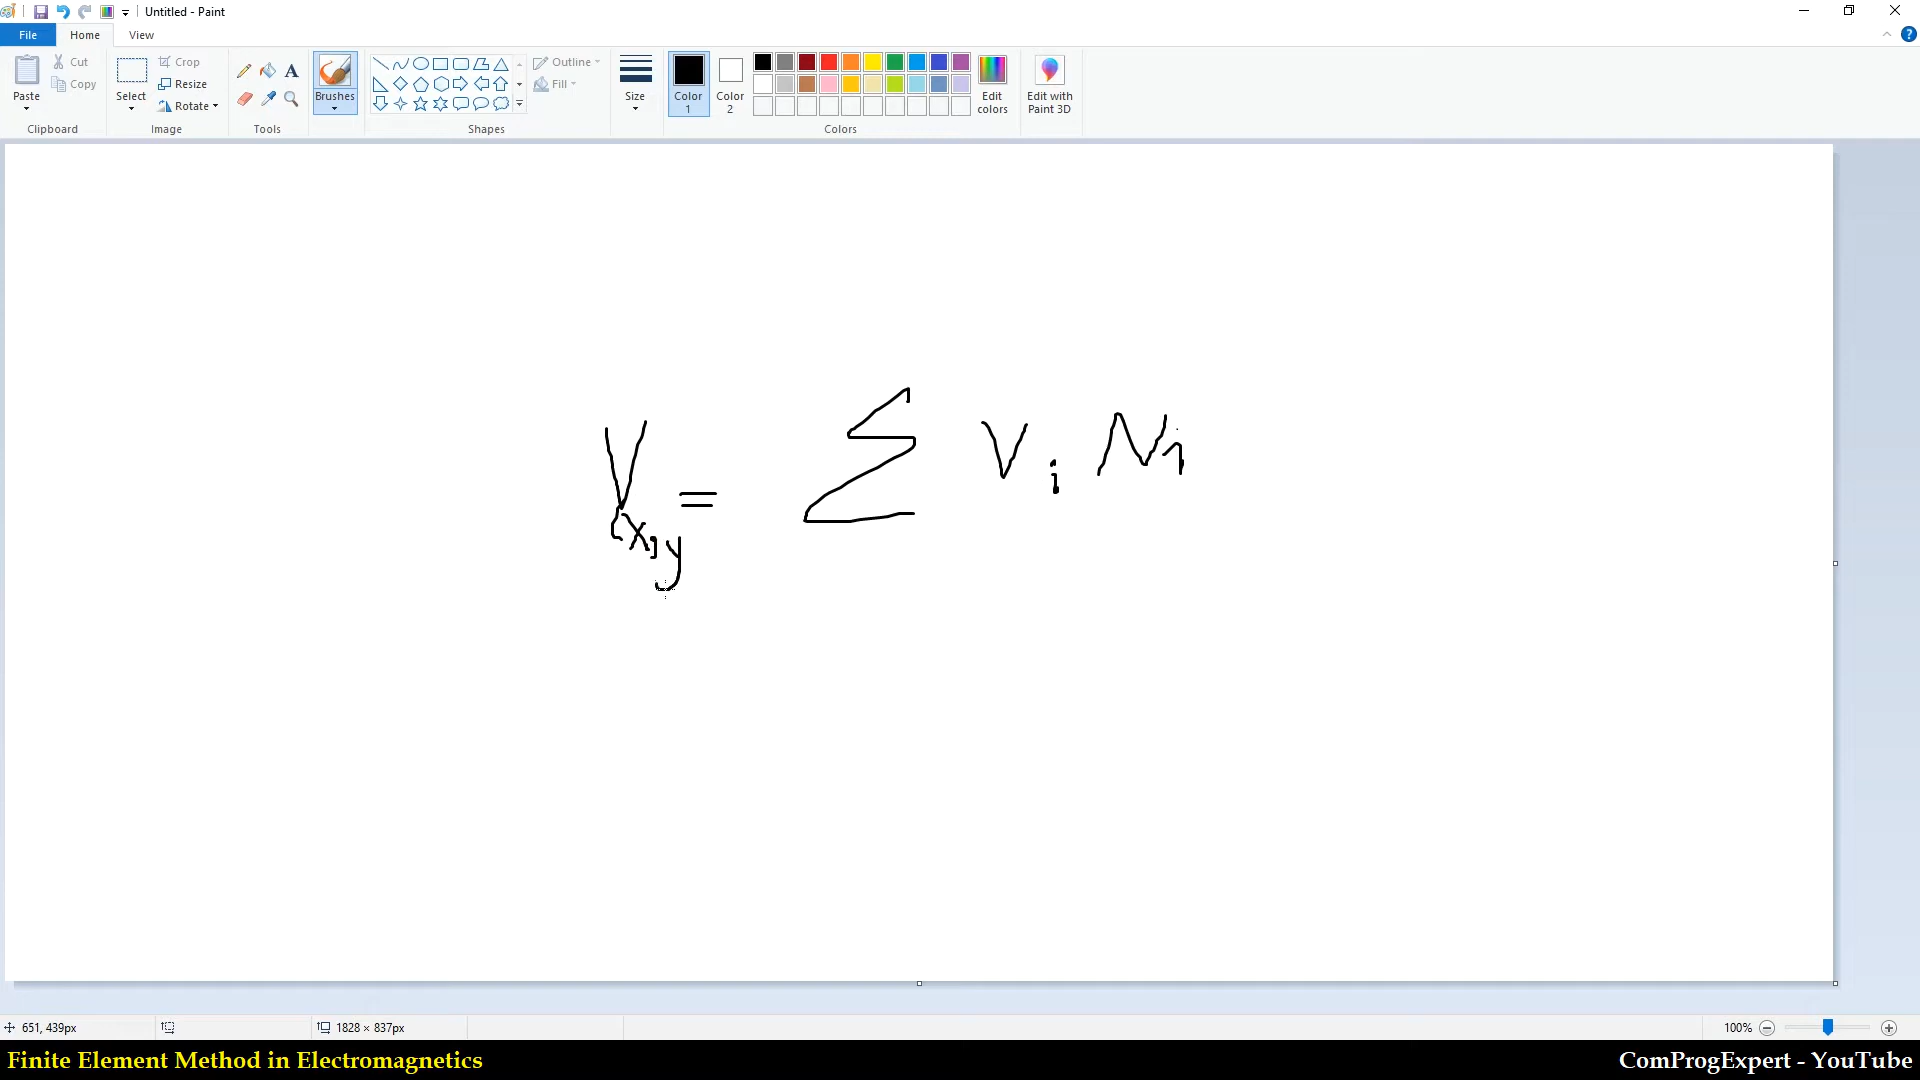 Untitled - Paint
File Home View
Paste
Cut
Copy
Clipboard
Select
Crop
Resize
Rotate
Image
Tools
Brushes
Shapes
Outline
Fill
Size
Color 1
Color 2
Edit colors
Colors
Edit with Paint 3D
V(x,y = Σ Vi Ni
651, 439px
1828 × 837px
100%
Finite Element Method in Electromagnetics
ComProgExpert - YouTube